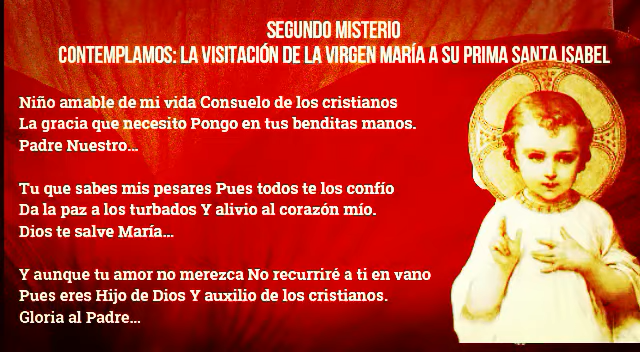 SEGUNDO MISTERIO
CONTEMPLAMOS: LA VISITACIÓN DE LA VIRGEN MARÍA A SU PRIMA SANTA ISABEL
Niño amable de mi vida Consuelo de los cristianos
La gracia que necesito Pongo en tus benditas manos.
Padre Nuestro...
Tu que sabes mis pesares Pues todos te los confío
Da la paz a los turbados Y alivio al corazón mío.
Dios te salve María...
Y aunque tu amor no merezca No recurriré a ti en vano
Pues eres Hijo de Dios Y auxilio de los cristianos.
Gloria al Padre...